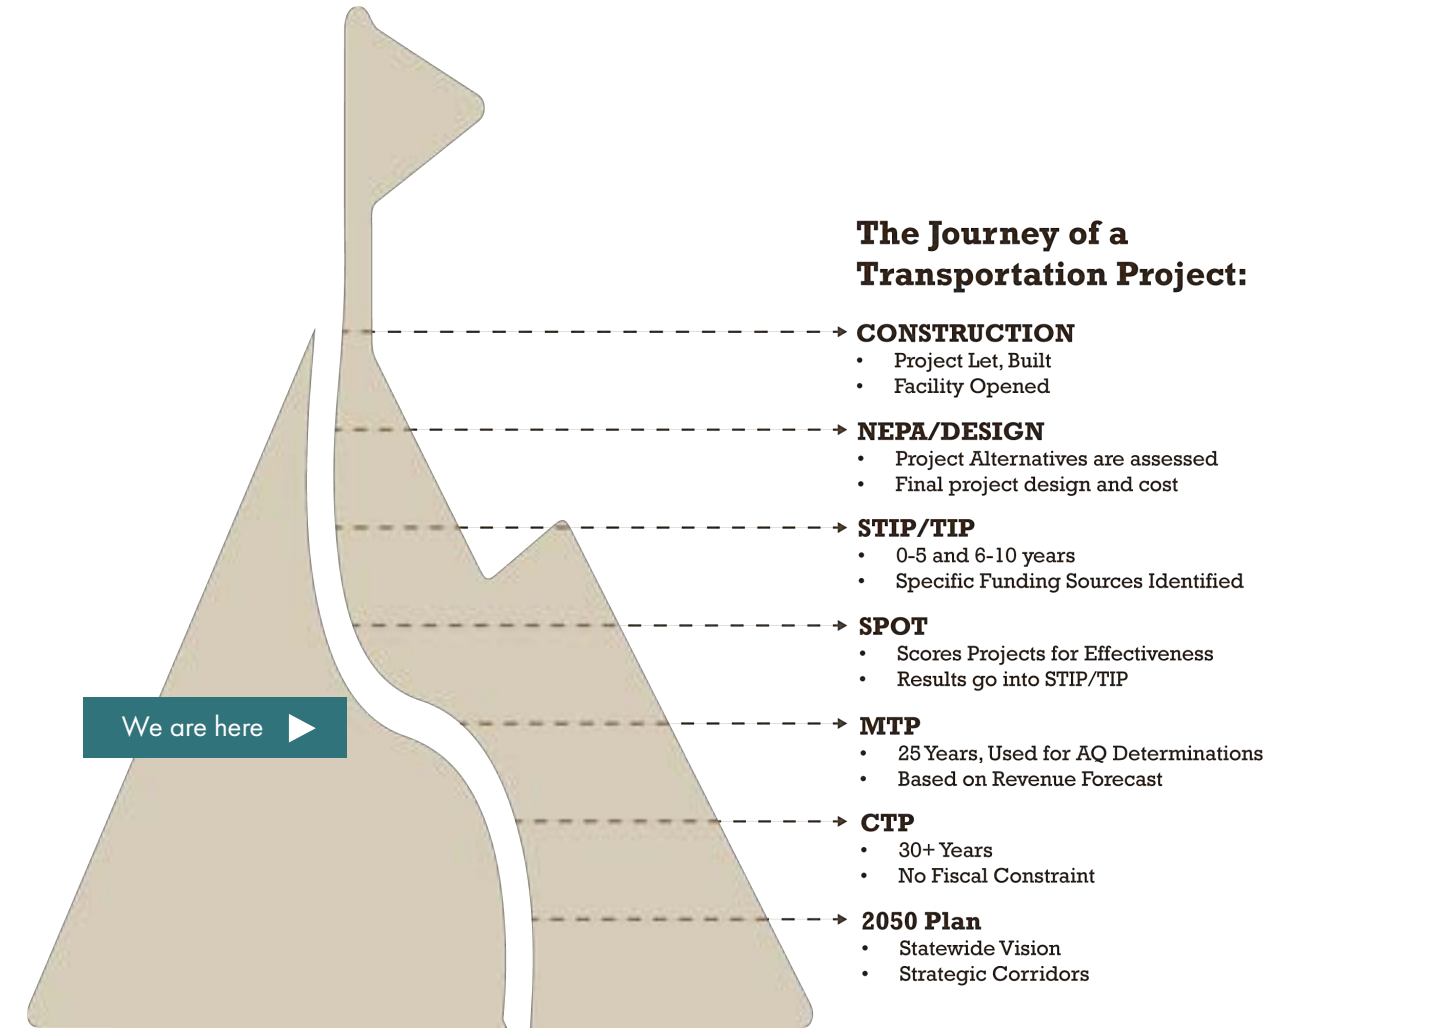 The Journey of a
Transportation Project:
CONSTRUCTION
• Project Let, Built
• Facility Opened
NEPA/DESIGN
• Project Alternatives are assessed
• Final project design and cost
STIP/TIP
• 0-5 and 6-10 years
• Specific Funding Sources Identified
SPOT
• Scores Projects for Effectiveness
• Results go into STIP/TIP
We are here
MTP
• 25 Years, Used for AQ Determinations
• Based on Revenue Forecast
CTP
• 30+ Years
• No Fiscal Constraint
2050 Plan
• Statewide Vision
• Strategic Corridors